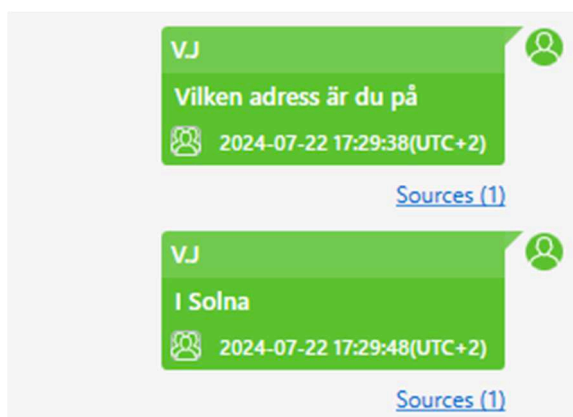 V.J
Vilken adress är du på
2024-07-22 17:29:38(UTC+2)
Sources (1)
V.J
I Solna
2024-07-22 17:29:48(UTC+2)
Sources (1)